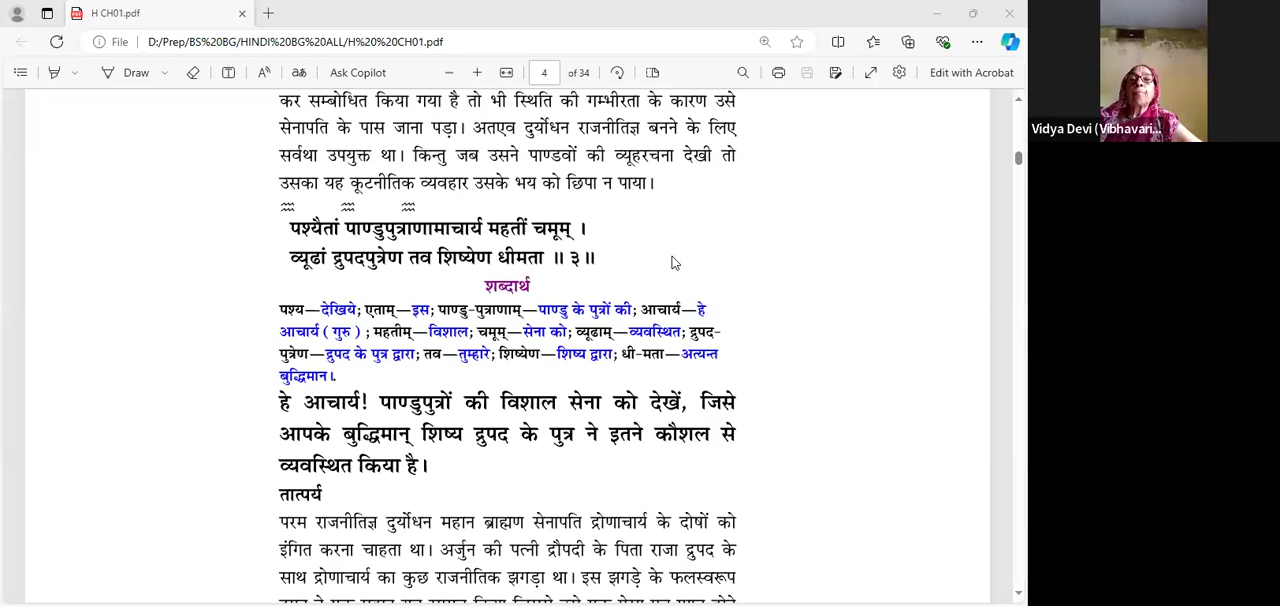 H CH01.pdf
File
D:/Prep/BS%20BG/HINDI%20BG%20ALL/H%20%20CH01.pdf
Draw
Ask Copilot
4
of 34
Edit with Acrobat
कर सम्बोधित किया गया है तो भी स्थिति की गम्भीरता के कारण उसे
सेनापति के पास जाना पड़ा। अतएव दुर्योधन राजनीतिज्ञ बनने के लिए
सर्वथा उपयुक्त था। किन्तु जब उसने पाण्डवों की व्यूहरचना देखी तो
उसका यह कूटनीतिक व्यवहार उसके भय को छिपा न पाया।
पश्यैतां पाण्डुपुत्राणामाचार्य महतीं चमूम् ।
व्यूढां द्रुपदपुत्रेण तव शिष्येण धीमता ॥ ३॥
शब्दार्थ
पश्य—देखिये; एताम्—इस; पाण्डु-पुत्राणाम्—पाण्डु के पुत्रों की; आचार्य—हे
आचार्य ( गुरु ) ; महतीम्—विशाल; चमूम्—सेना को; व्यूढाम्—व्यवस्थित; द्रुपद-
पुत्रेण—द्रुपद के पुत्र द्वारा; तव—तुम्हारे; शिष्येण—शिष्य द्वारा; धी-मता—अत्यन्त
बुद्धिमान।.
हे आचार्य! पाण्डुपुत्रों की विशाल सेना को देखें, जिसे
आपके बुद्धिमान् शिष्य द्रुपद के पुत्र ने इतने कौशल से
व्यवस्थित किया है।
तात्पर्य
परम राजनीतिज्ञ दुर्योधन महान ब्राह्मण सेनापति द्रोणाचार्य के दोषों को
इंगित करना चाहता था। अर्जुन की पत्नी द्रौपदी के पिता राजा द्रुपद के
साथ द्रोणाचार्य का कुछ राजनीतिक झगड़ा था। इस झगड़े के फलस्वरूप
Vidya Devi (Vibhavari...